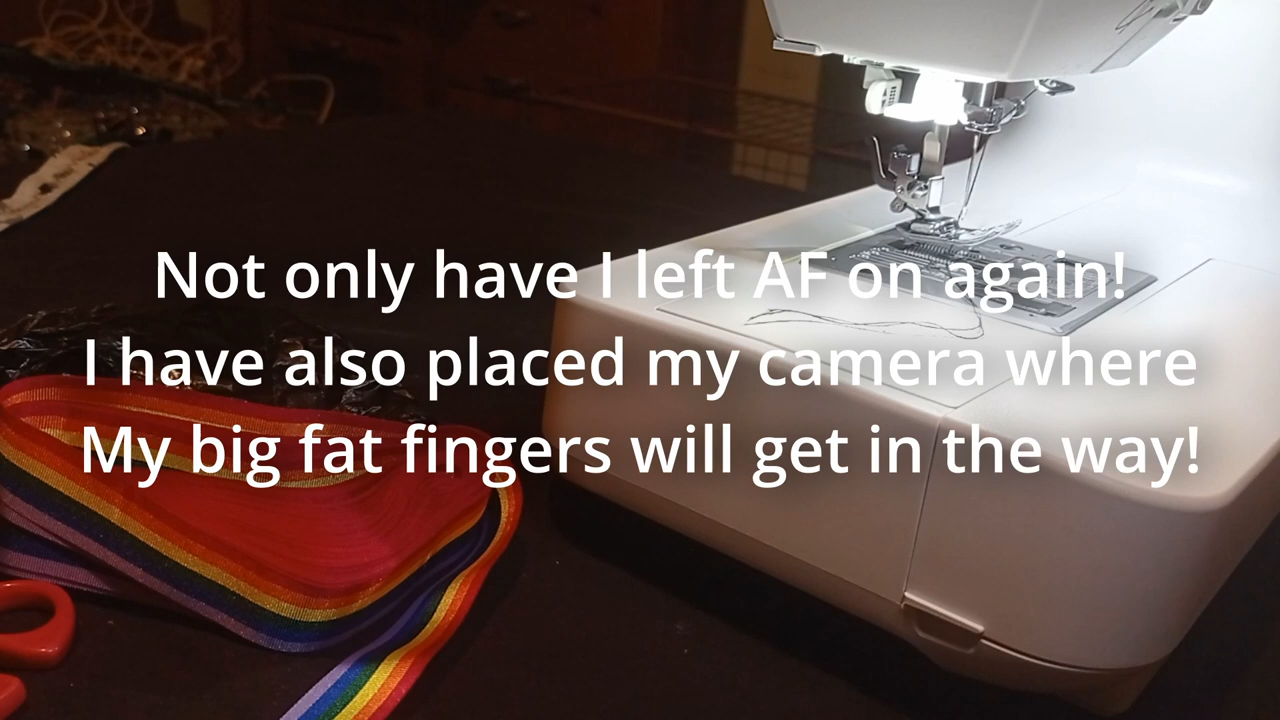 Not only have I left AF on again!
I have also placed my camera where
My big fat fingers will get in the way!